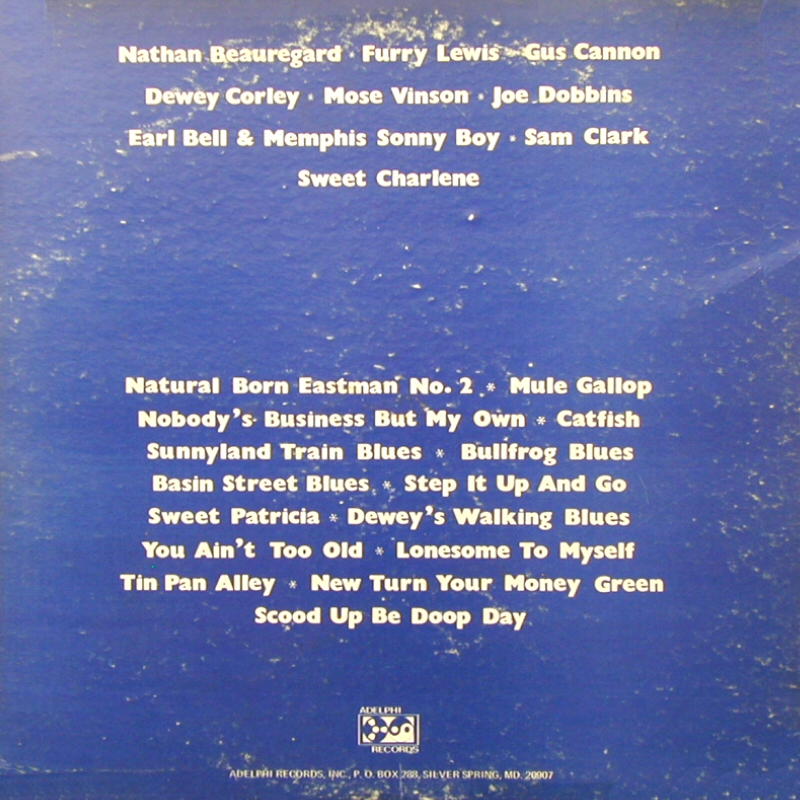 Nathan Beauregard · Furry Lewis · Gus Cannon
Dewey Corley · Mose Vinson · Joe Dobbins
Earl Bell & Memphis Sonny Boy · Sam Clark
Sweet Charlene
Natural Born Eastman No. 2 * Mule Gallop
Nobody's Business But My Own * Catfish
Sunnyland Train Blues * Bullfrog Blues
Basin Street Blues * Step It Up And Go
Sweet Patricia * Dewey's Walking Blues
You Ain't Too Old * Lonesome To Myself
Tin Pan Alley * New Turn Your Money Green
Scood Up Be Doop Day
ADELPHI
RECORDS
ADELPHI RECORDS, INC., P. O. BOX 288, SILVER SPRING, MD. 20907